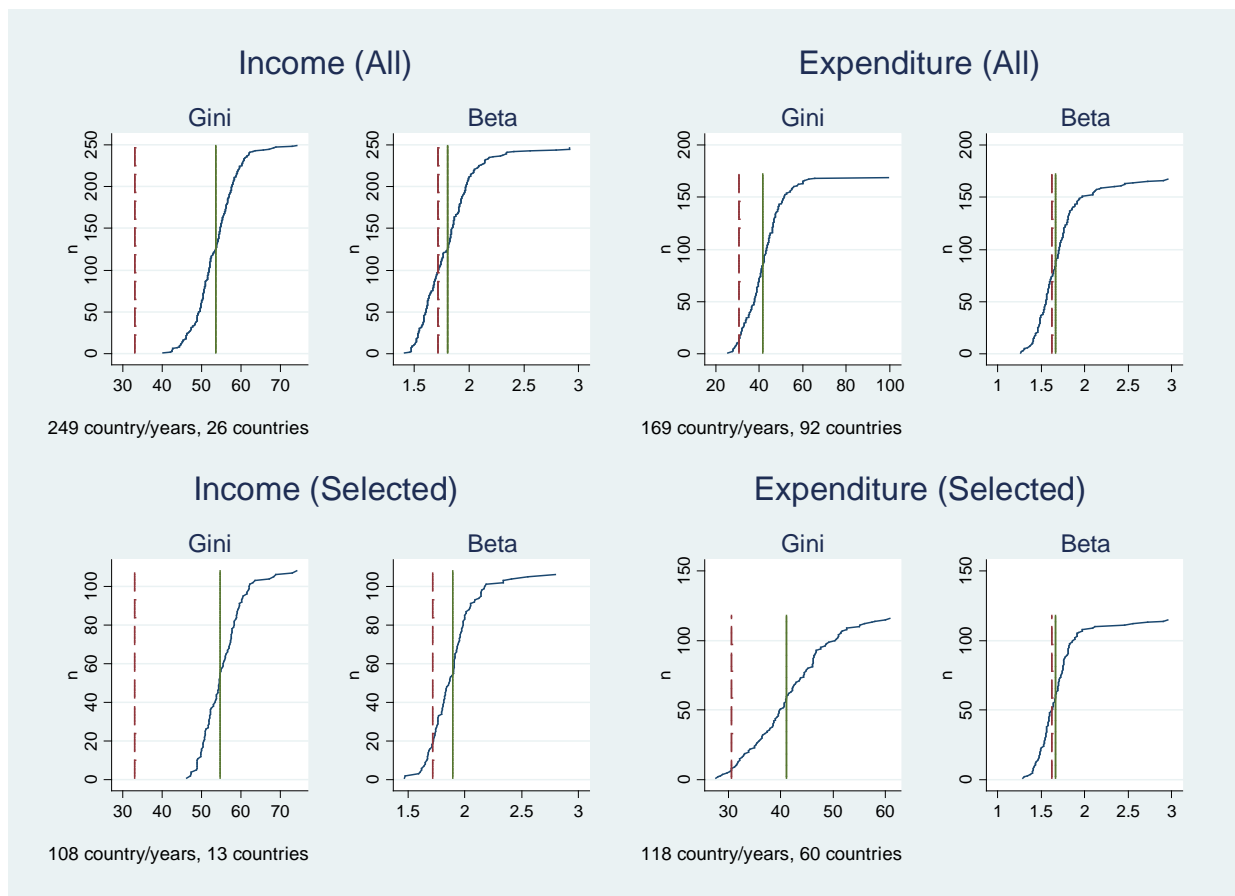 Income (All)
Gini
n
0 50 100 150 200 250
30 40 50 60 70
Beta
n
0 50 100 150 200 250
1.5 2 2.5 3
249 country/years, 26 countries
Expenditure (All)
Gini
n
0 50 100 150 200
20 40 60 80 100
Beta
n
0 50 100 150 200
1 1.5 2 2.5 3
169 country/years, 92 countries
Income (Selected)
Gini
n
0 20 40 60 80 100
30 40 50 60 70
Beta
n
0 20 40 60 80 100
1.5 2 2.5 3
108 country/years, 13 countries
Expenditure (Selected)
Gini
n
0 50 100 150
30 40 50 60
Beta
n
0 50 100 150
1 1.5 2 2.5 3
118 country/years, 60 countries